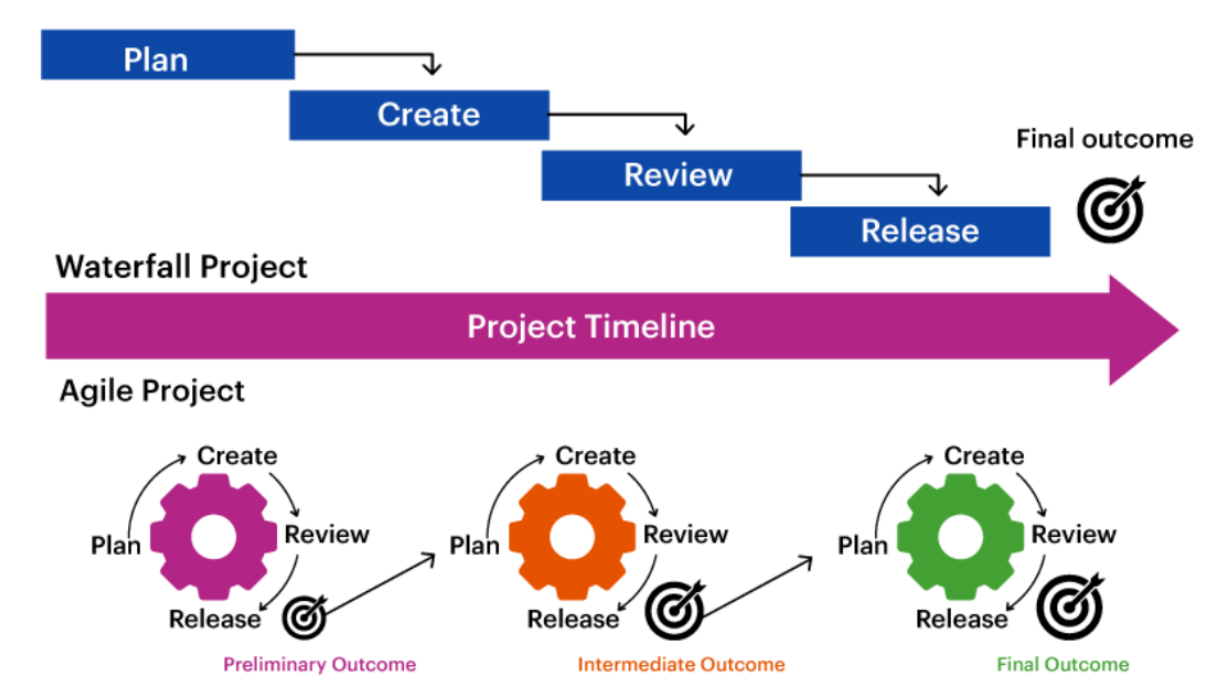 Plan
Create
Review
Release
Final outcome
Waterfall Project
Project Timeline
Agile Project
Create
Plan
Review
Release
Preliminary Outcome
Create
Plan
Review
Release
Intermediate Outcome
Create
Plan
Review
Release
Final Outcome